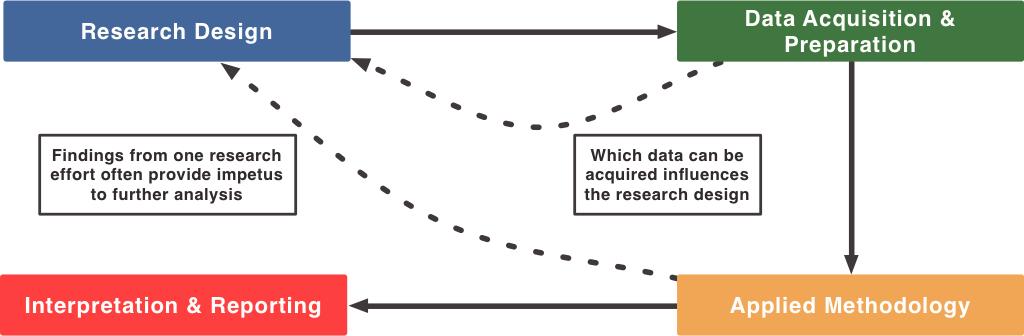 Research Design
Data Acquisition &
Preparation
Findings from one research
effort often provide impetus
to further analysis
Which data can be
acquired influences
the research design
Interpretation & Reporting
Applied Methodology